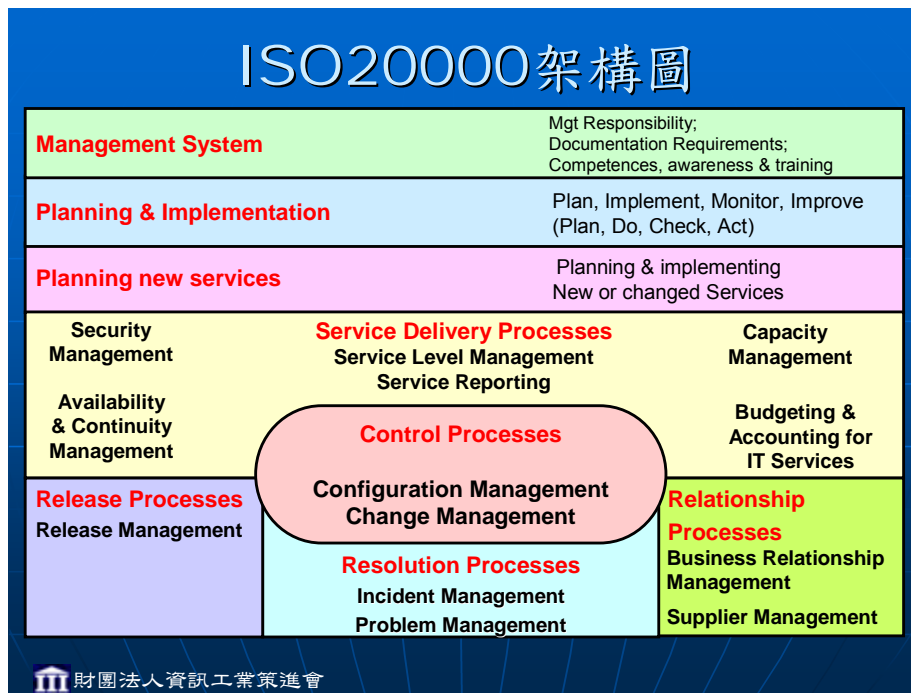 ISO20000架構圖
Management System
Mgt Responsibility;
Documentation Requirements;
Competences, awareness & training
Planning & Implementation
Plan, Implement, Monitor, Improve
(Plan, Do, Check, Act)
Planning new services
Planning & implementing
New or changed Services
Security
Management
Availability
& Continuity
Management
Service Delivery Processes
Service Level Management
Service Reporting
Capacity
Management
Budgeting &
Accounting for
IT Services
Control Processes
Configuration Management
Change Management
Release Processes
Release Management
Resolution Processes
Incident Management
Problem Management
Relationship
Processes
Business Relationship
Management
Supplier Management
財團法人資訊工業策進會